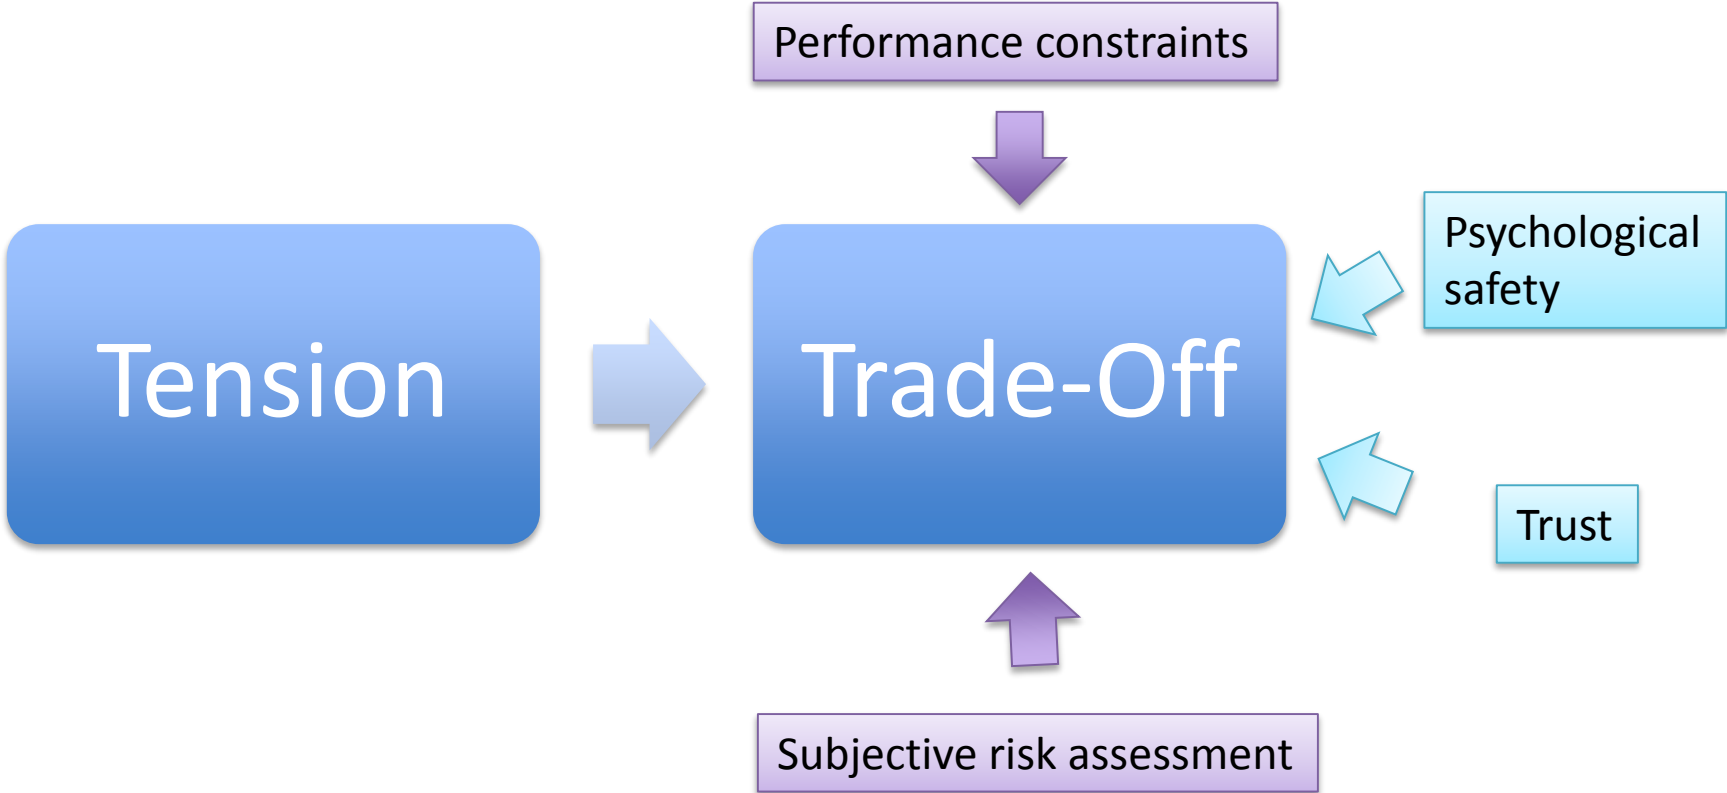 Performance constraints
Psychological
safety
Tension
Trade-Off
Trust
Subjective risk assessment